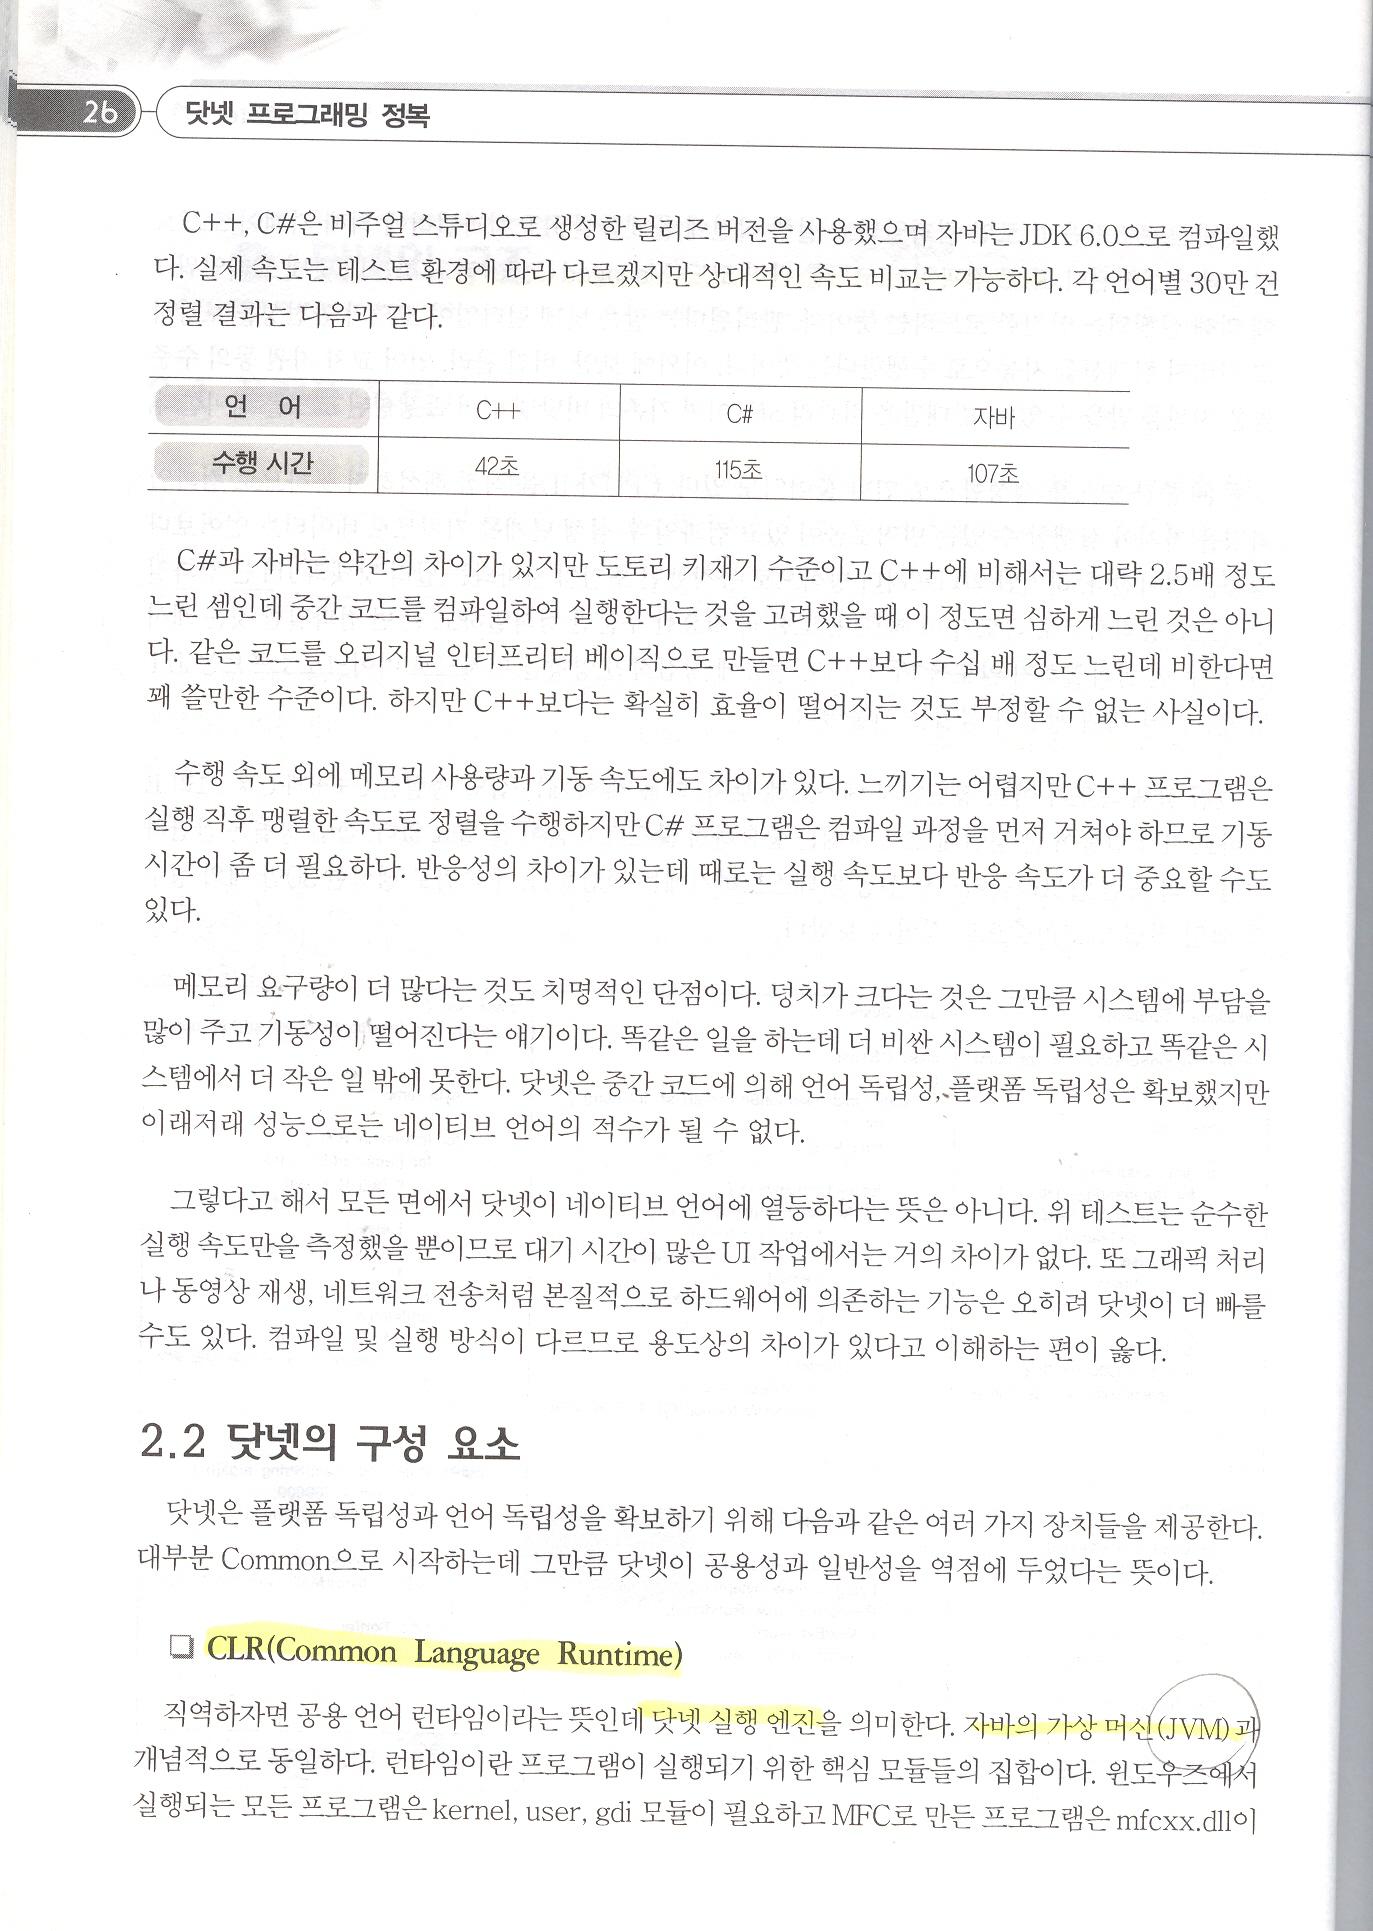 26 닷넷 프로그래밍 정복
C++, C#은 비주얼 스튜디오로 생성한 릴리즈 버전을 사용했으며 자바는 JDK 6.0으로 컴파일했
다. 실제 속도는 테스트 환경에 따라 다르겠지만 상대적인 속도 비교는 가능하다. 각 언어별 30만 건
정렬 결과는 다음과 같다.
언 어 C++ C# 자바
수행 시간 42초 115초 107초
C#과 자바는 약간의 차이가 있지만 도토리 키재기 수준이고 C++에 비해서는 대략 2.5배 정도
느린 셈인데 중간 코드를 컴파일하여 실행한다는 것을 고려했을 때 이 정도면 심하게 느린 것은 아니
다. 같은 코드를 오리지널 인터프리터 베이직으로 만들면 C++보다 수십 배 정도 느린데 비한다면
꽤 쓸만한 수준이다. 하지만 C++보다는 확실히 효율이 떨어지는 것도 부정할 수 없는 사실이다.
수행 속도 외에 메모리 사용량과 기동 속도에도 차이가 있다. 느끼기는 어렵지만 C++ 프로그램은
실행 직후 맹렬한 속도로 정렬을 수행하지만 C# 프로그램은 컴파일 과정을 먼저 거쳐야 하므로 기동
시간이 좀 더 필요하다. 반응성의 차이가 있는데 때로는 실행 속도보다 반응 속도가 더 중요할 수도
있다.
메모리 요구량이 더 많다는 것도 치명적인 단점이다. 덩치가 크다는 것은 그만큼 시스템에 부담을
많이 주고 기동성이 떨어진다는 얘기이다. 똑같은 일을 하는데 더 비싼 시스템이 필요하고 똑같은 시
스템에서 더 작은 일 밖에 못한다. 닷넷은 중간 코드에 의해 언어 독립성, 플랫폼 독립성은 확보했지만
이래저래 성능으로는 네이티브 언어의 적수가 될 수 없다.
그렇다고 해서 모든 면에서 닷넷이 네이티브 언어에 열등하다는 뜻은 아니다. 위 테스트는 순수한
실행 속도만을 측정했을 뿐이므로 대기 시간이 많은 UI 작업에서는 거의 차이가 없다. 또 그래픽 처리
나 동영상 재생, 네트워크 전송처럼 본질적으로 하드웨어에 의존하는 기능은 오히려 닷넷이 더 빠를
수도 있다. 컴파일 및 실행 방식이 다르므로 용도상의 차이가 있다고 이해하는 편이 옳다.
2.2 닷넷의 구성 요소
닷넷은 플랫폼 독립성과 언어 독립성을 확보하기 위해 다음과 같은 여러 가지 장치들을 제공한다.
대부분 Common으로 시작하는데 그만큼 닷넷이 공용성과 일반성을 역점에 두었다는 뜻이다.
❑ CLR(Common Language Runtime)
직역하자면 공용 언어 런타임이라는 뜻인데 닷넷 실행 엔진을 의미한다. 자바의 가상 머신(JVM)과
개념적으로 동일하다. 런타임이란 프로그램이 실행되기 위한 핵심 모듈들의 집합이다. 윈도우즈에서
실행되는 모든 프로그램은 kernel, user, gdi 모듈이 필요하고 MFC로 만든 프로그램은 mfcxx.dll이